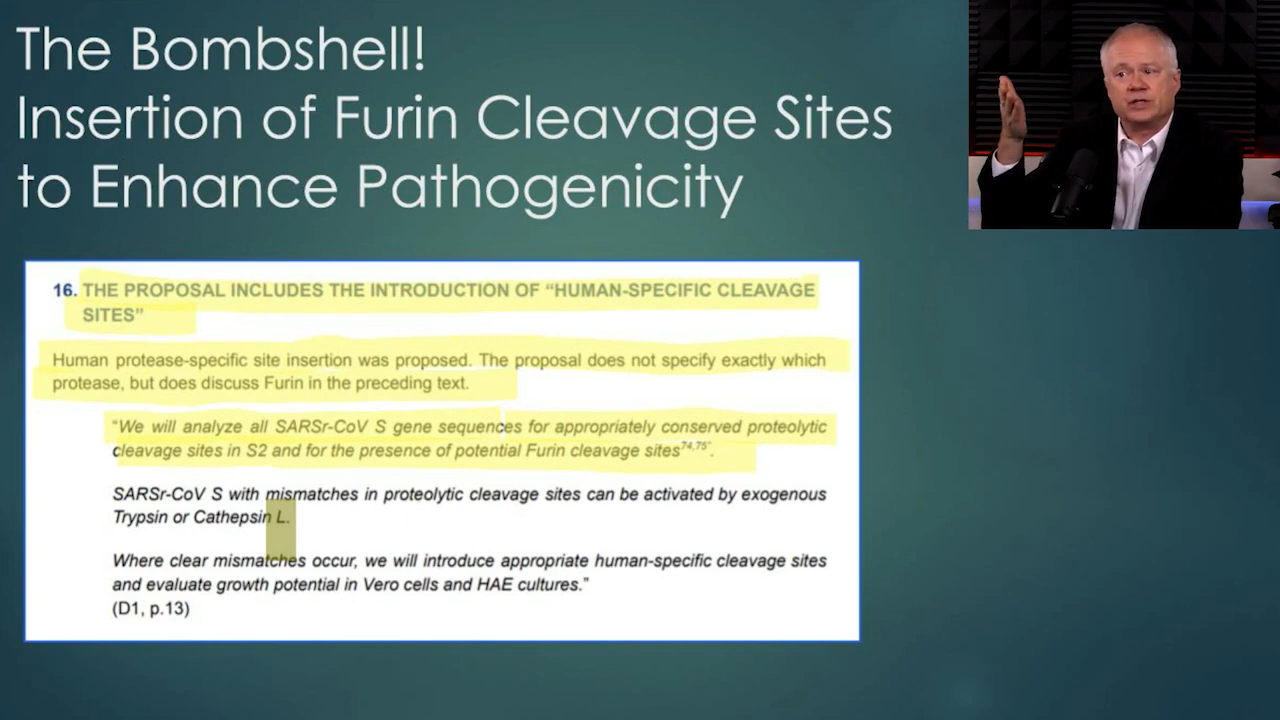 The Bombshell!
Insertion of Furin Cleavage Sites
to Enhance Pathogenicity
16. THE PROPOSAL INCLUDES THE INTRODUCTION OF “HUMAN-SPECIFIC CLEAVAGE
SITES”
Human protease-specific site insertion was proposed. The proposal does not specify exactly which
protease, but does discuss Furin in the preceding text.
“We will analyze all SARSr-CoV S gene sequences for appropriately conserved proteolytic
cleavage sites in S2 and for the presence of potential Furin cleavage sites74,75”.
SARSr-CoV S with mismatches in proteolytic cleavage sites can be activated by exogenous
Trypsin or Cathepsin L.
Where clear mismatches occur, we will introduce appropriate human-specific cleavage sites
and evaluate growth potential in Vero cells and HAE cultures.”
(D1, p.13)